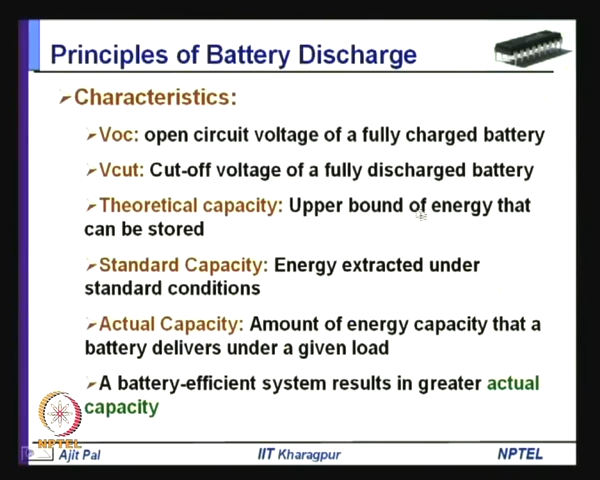 Principles of Battery Discharge
Characteristics:
Voc: open circuit voltage of a fully charged battery
Vcut: Cut-off voltage of a fully discharged battery
Theoretical capacity: Upper bound of energy that
can be stored
Standard Capacity: Energy extracted under
standard conditions
Actual Capacity: Amount of energy capacity that a
battery delivers under a given load
A battery-efficient system results in greater actual
capacity
NPTEL
Ajit Pal
IIT Kharagpur
NPTEL